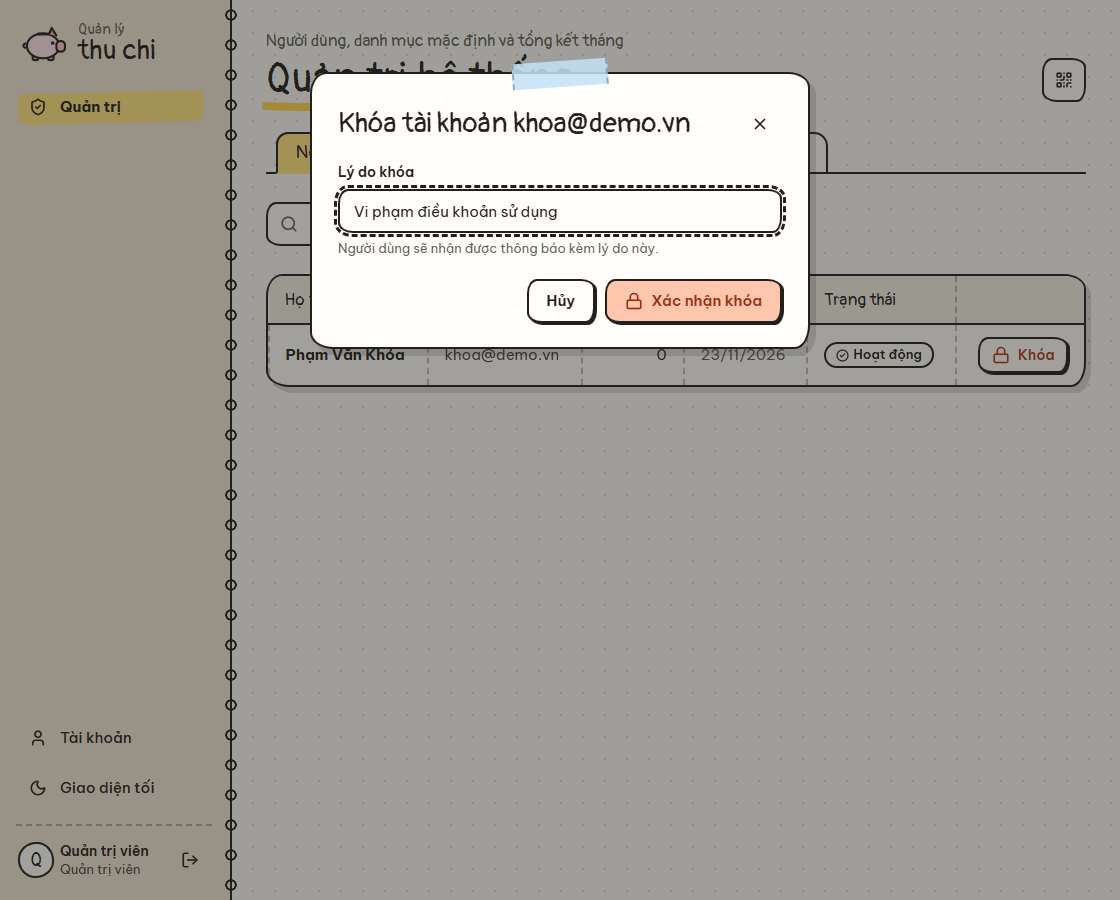 Quản lý
thu chi
Quản trị
Tài khoản
Giao diện tối
Q
Quản trị viên
Quản trị viên
Người dùng, danh mục mặc định và tổng kết tháng
Khóa tài khoản khoa@demo.vn
Lý do khóa
Vi phạm điều khoản sử dụng
Người dùng sẽ nhận được thông báo kèm lý do này.
Hủy
Xác nhận khóa
Họ
Trạng thái
Phạm Văn Khóa
khoa@demo.vn
0
23/11/2026
Hoạt động
Khóa